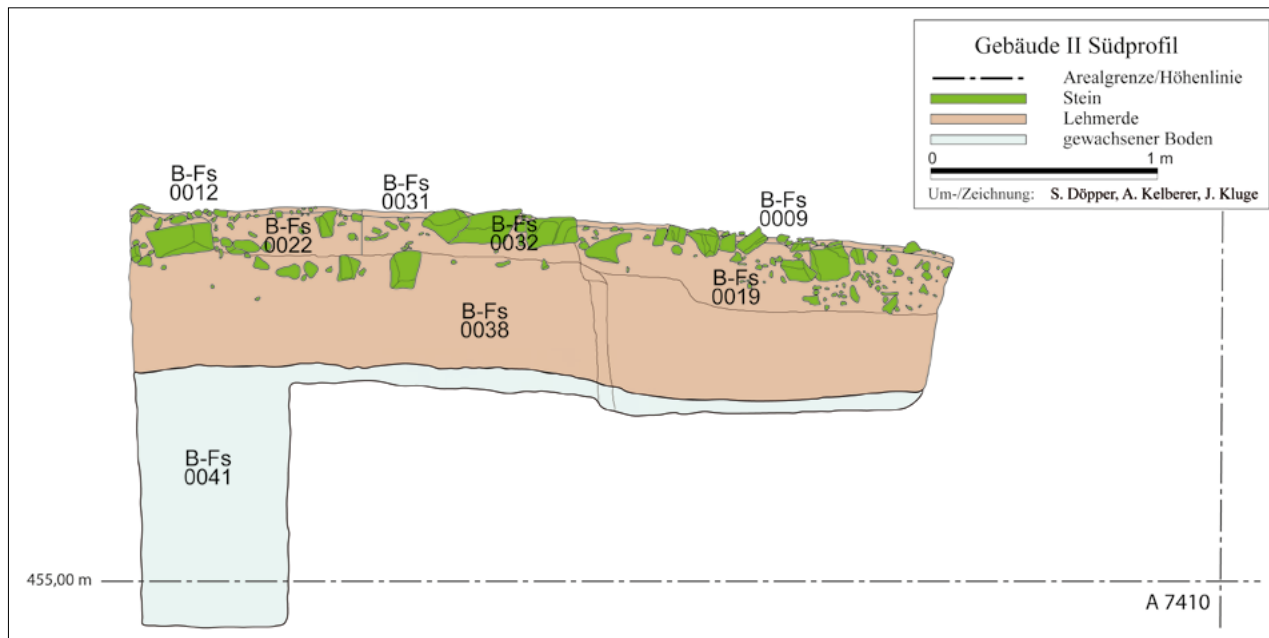 Gebäude II Südprofil
Arealgrenze/Höhenlinie
Stein
Lehmerde
gewachsener Boden
0 1 m
Um-/Zeichnung: S. Döpper, A. Kelberer, J. Kluge
B-Fs
0012
B-Fs
0031
B-Fs
0009
B-Fs
0022
B-Fs
0032
B-Fs
0019
B-Fs
0038
B-Fs
0041
455,00 m
A 7410